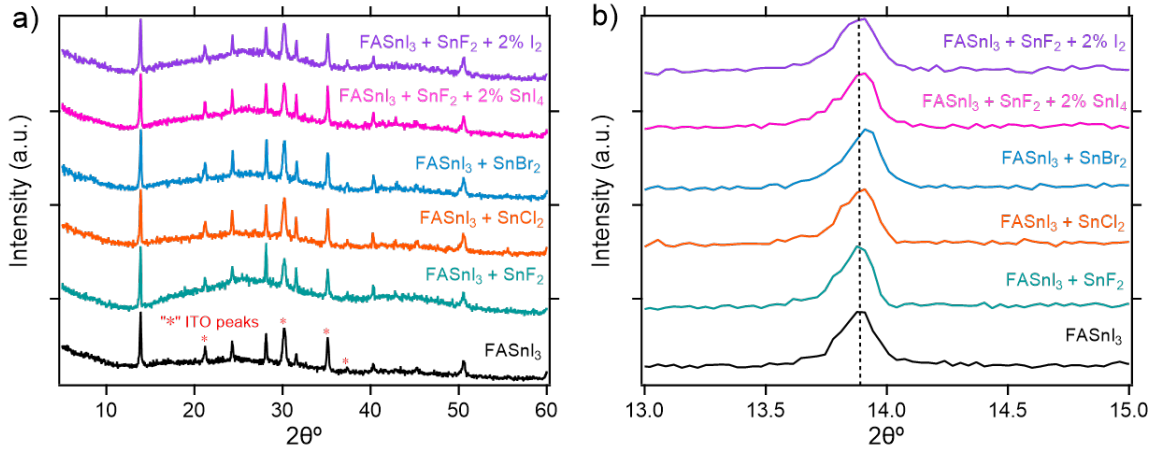 a)
Intensity (a.u.)
FASnI₃ + SnF₂ + 2% I₂
FASnI₃ + SnF₂ + 2% SnI₄
FASnI₃ + SnBr₂
FASnI₃ + SnCl₂
FASnI₃ + SnF₂
"*" ITO peaks
* * * *
FASnI₃
10 20 30 40 50 60
2θº
b)
Intensity (a.u.)
FASnI₃ + SnF₂ + 2% I₂
FASnI₃ + SnF₂ + 2% SnI₄
FASnI₃ + SnBr₂
FASnI₃ + SnCl₂
FASnI₃ + SnF₂
FASnI₃
13.0 13.5 14.0 14.5 15.0
2θº